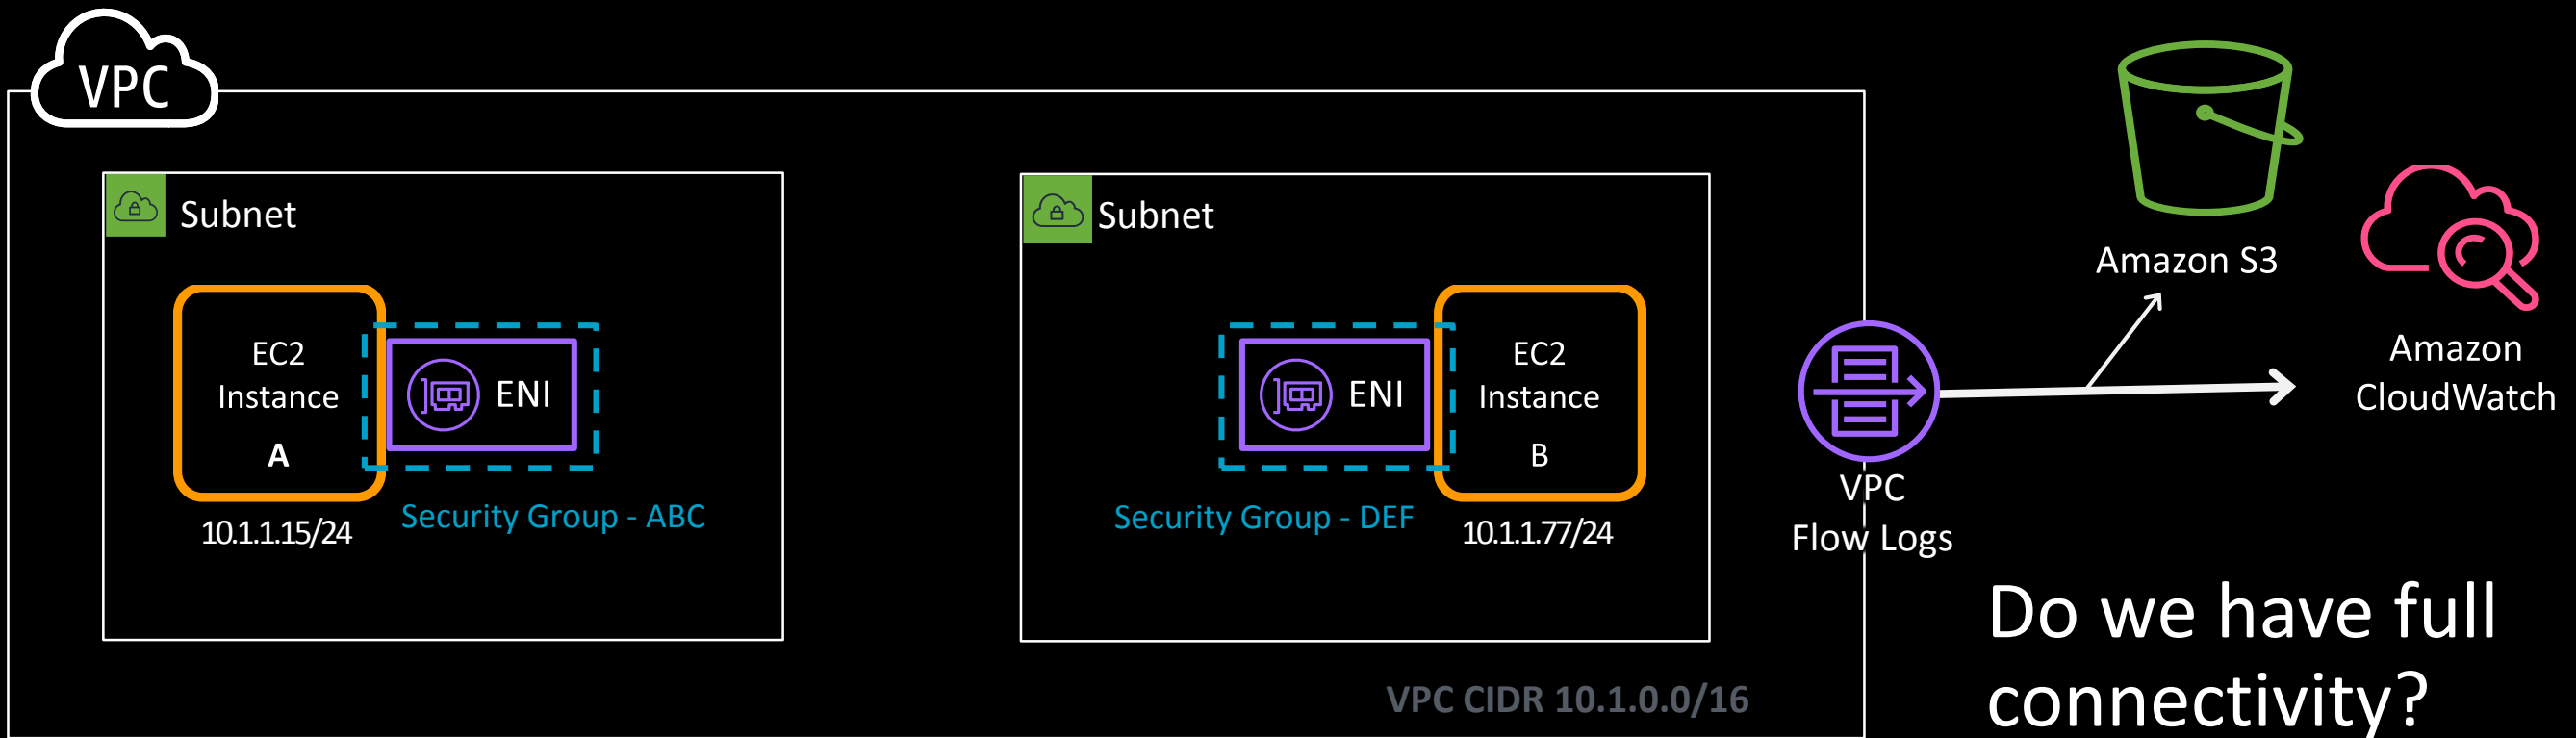 VPC
Subnet
EC2
Instance
A
ENI
10.1.1.15/24
Security Group - ABC
Subnet
ENI
EC2
Instance
B
Security Group - DEF
10.1.1.77/24
VPC CIDR 10.1.0.0/16
VPC
Flow Logs
Amazon S3
Amazon
CloudWatch
Do we have full
connectivity?